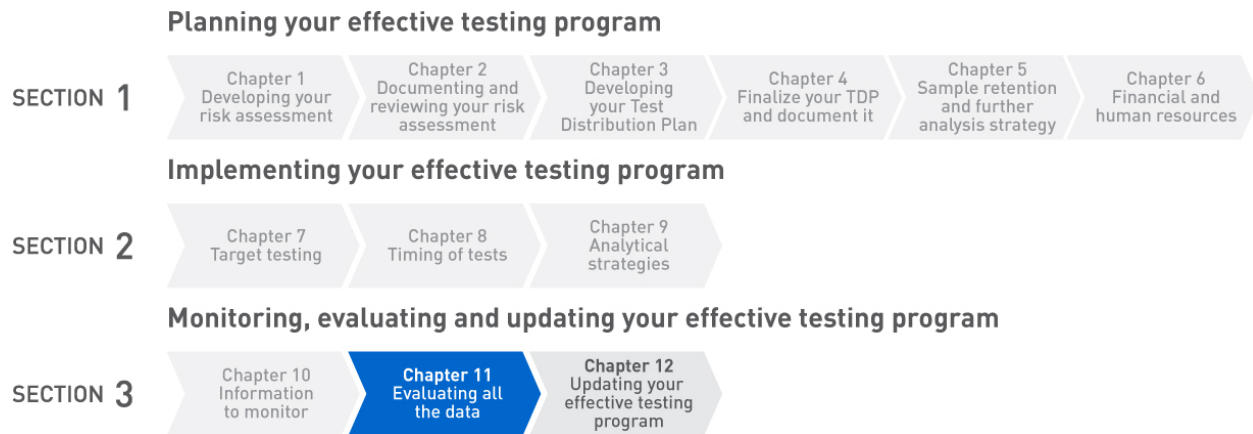 Planning your effective testing program
SECTION 1
Chapter 1
Developing your
risk assessment
Chapter 2
Documenting and
reviewing your risk
assessment
Chapter 3
Developing
your Test
Distribution Plan
Chapter 4
Finalize your TDP
and document it
Chapter 5
Sample retention
and further
analysis strategy
Chapter 6
Financial and
human resources
Implementing your effective testing program
SECTION 2
Chapter 7
Target testing
Chapter 8
Timing of tests
Chapter 9
Analytical
strategies
Monitoring, evaluating and updating your effective testing program
SECTION 3
Chapter 10
Information
to monitor
Chapter 11
Evaluating all
the data
Chapter 12
Updating your
effective testing
program